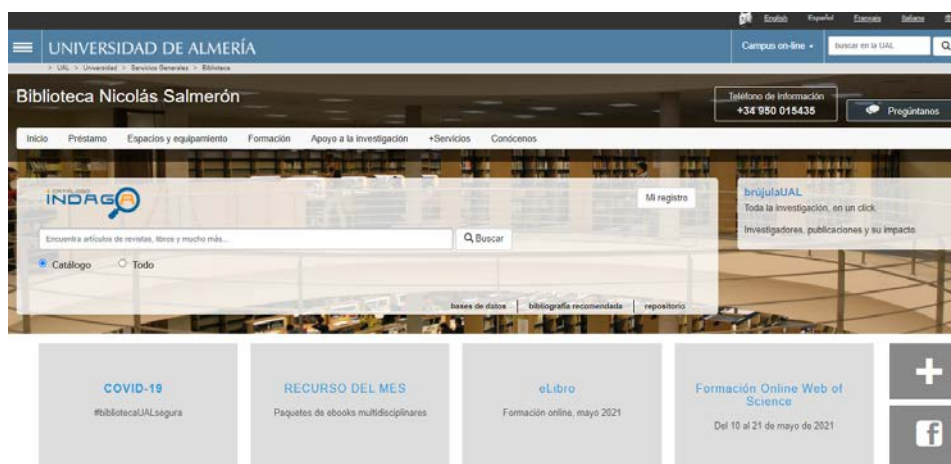 English Español Français Italiano
UNIVERSIDAD DE ALMERÍA
Campus on-line
buscar en la UAL
> UAL > Universidad > Servicios Generales > Biblioteca
Biblioteca Nicolás Salmerón
Teléfono de información
+34 950 015435
Pregúntanos
Inicio Préstamo Espacios y equipamiento Formación Apoyo a la investigación +Servicios Conócenos
CATÁLOGO
INDAGA
Mi registro
brújulaUAL
Toda la investigación, en un click.
Investigadores, publicaciones y su impacto.
Encuentra artículos de revistas, libros y mucho más...
Buscar
Catálogo Todo
bases de datos bibliografía recomendada repositorio
COVID-19
#bibliotecaUALsegura
RECURSO DEL MES
Paquetes de ebooks multidisciplinares
eLibro
Formación online, mayo 2021
Formación Online Web of
Science
Del 10 al 21 de mayo de 2021